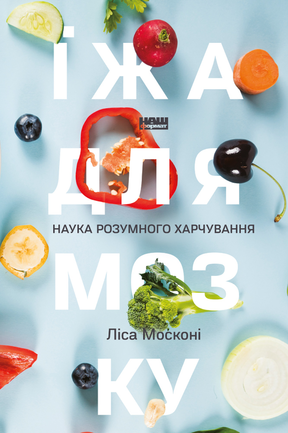 ЇЖА
НАШ
формат
ДЛЯ
НАУКА РОЗУМНОГО ХАРЧУВАННЯ
МОЗ
Ліса Москоні
КУ